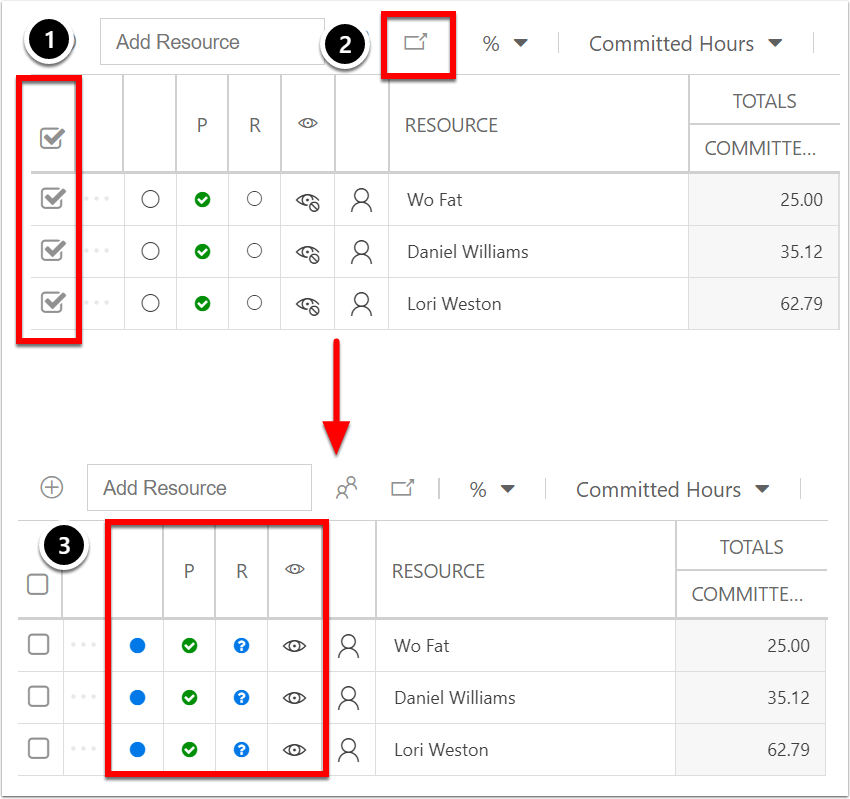 1 Add Resource 2 % Committed Hours
P R RESOURCE TOTALS
COMMITTE...
Wo Fat 25.00
Daniel Williams 35.12
Lori Weston 62.79
Add Resource % Committed Hours
3 P R RESOURCE TOTALS
COMMITTE...
? Wo Fat 25.00
? Daniel Williams 35.12
? Lori Weston 62.79